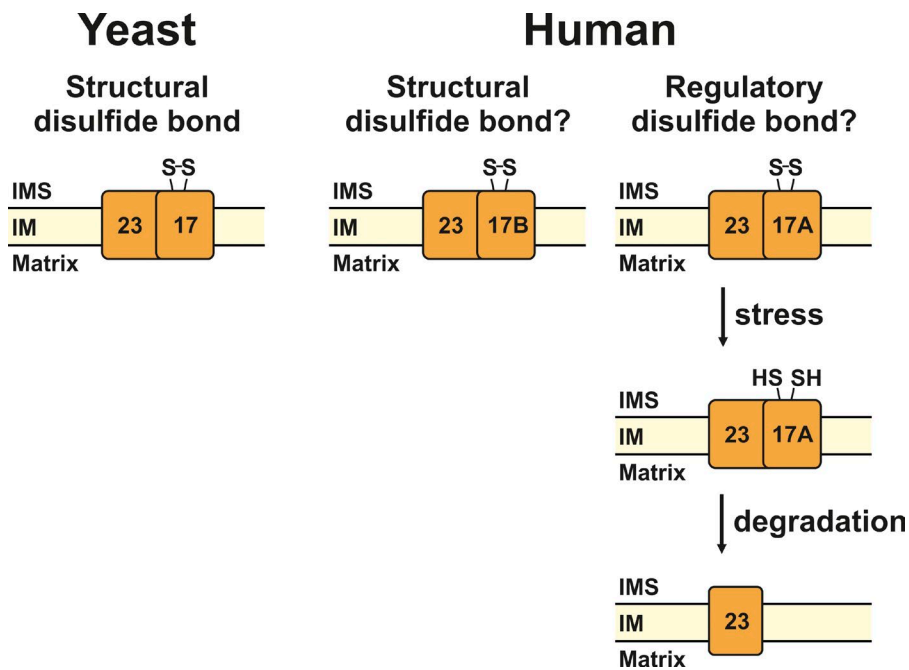 Yeast
Structural
disulfide bond
S-S
IMS
IM
Matrix
23
17
Human
Structural
disulfide bond?
S-S
IMS
IM
Matrix
23
17B
Regulatory
disulfide bond?
S-S
IMS
IM
Matrix
23
17A
stress
HS SH
IMS
IM
Matrix
23
17A
degradation
IMS
IM
Matrix
23